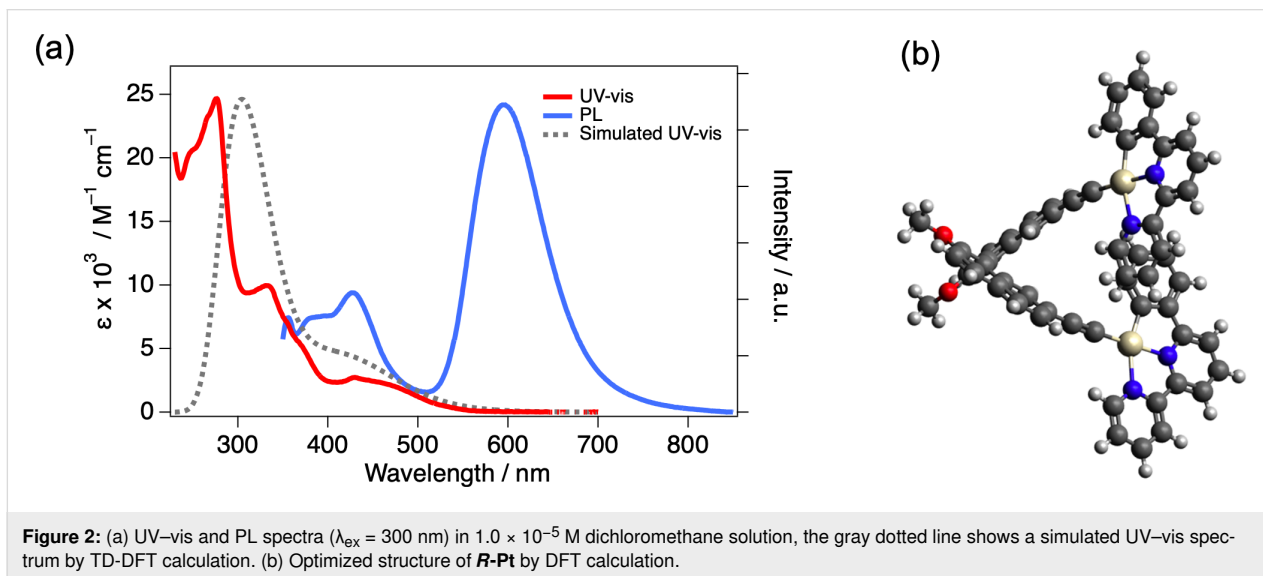 (a)
(b)
25
20
15
10
5
0
ε x 10³ / M⁻¹ cm⁻¹
UV-vis
PL
Simulated UV-vis
Intensity / a.u.
300 400 500 600 700 800
Wavelength / nm
Figure 2: (a) UV–vis and PL spectra (λex = 300 nm) in 1.0 × 10⁻⁵ M dichloromethane solution, the gray dotted line shows a simulated UV–vis spec-
trum by TD-DFT calculation. (b) Optimized structure of R-Pt by DFT calculation.